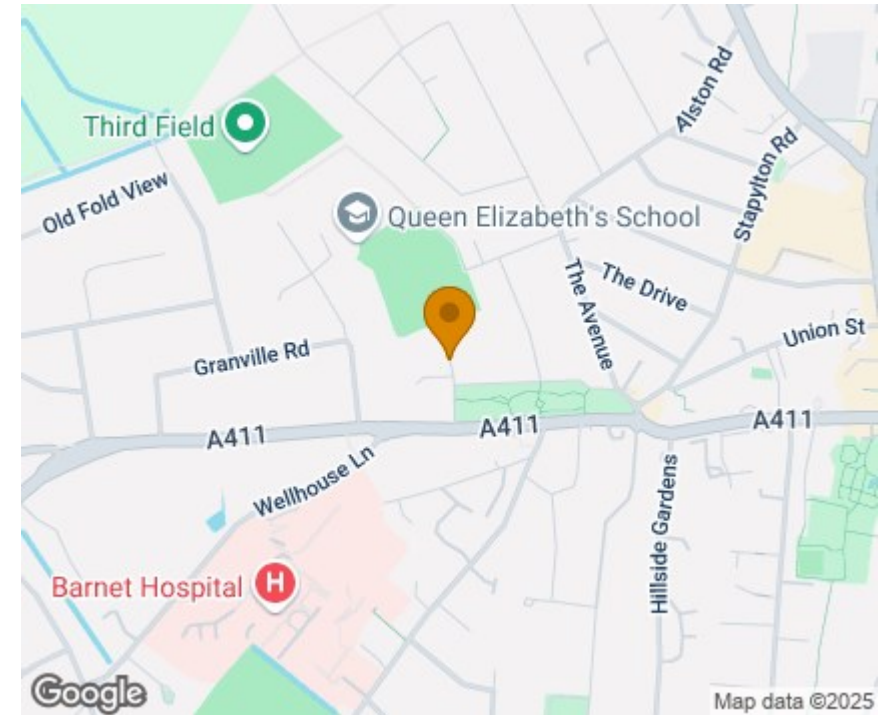 Alston Rd
Third Field
Stapylton Rd
Old Fold View
Queen Elizabeth's School
The Drive
The Avenue
Union St
Granville Rd
A411
A411
A411
Wellhouse Ln
Hillside Gardens
Barnet Hospital
H
Google
Map data ©2025